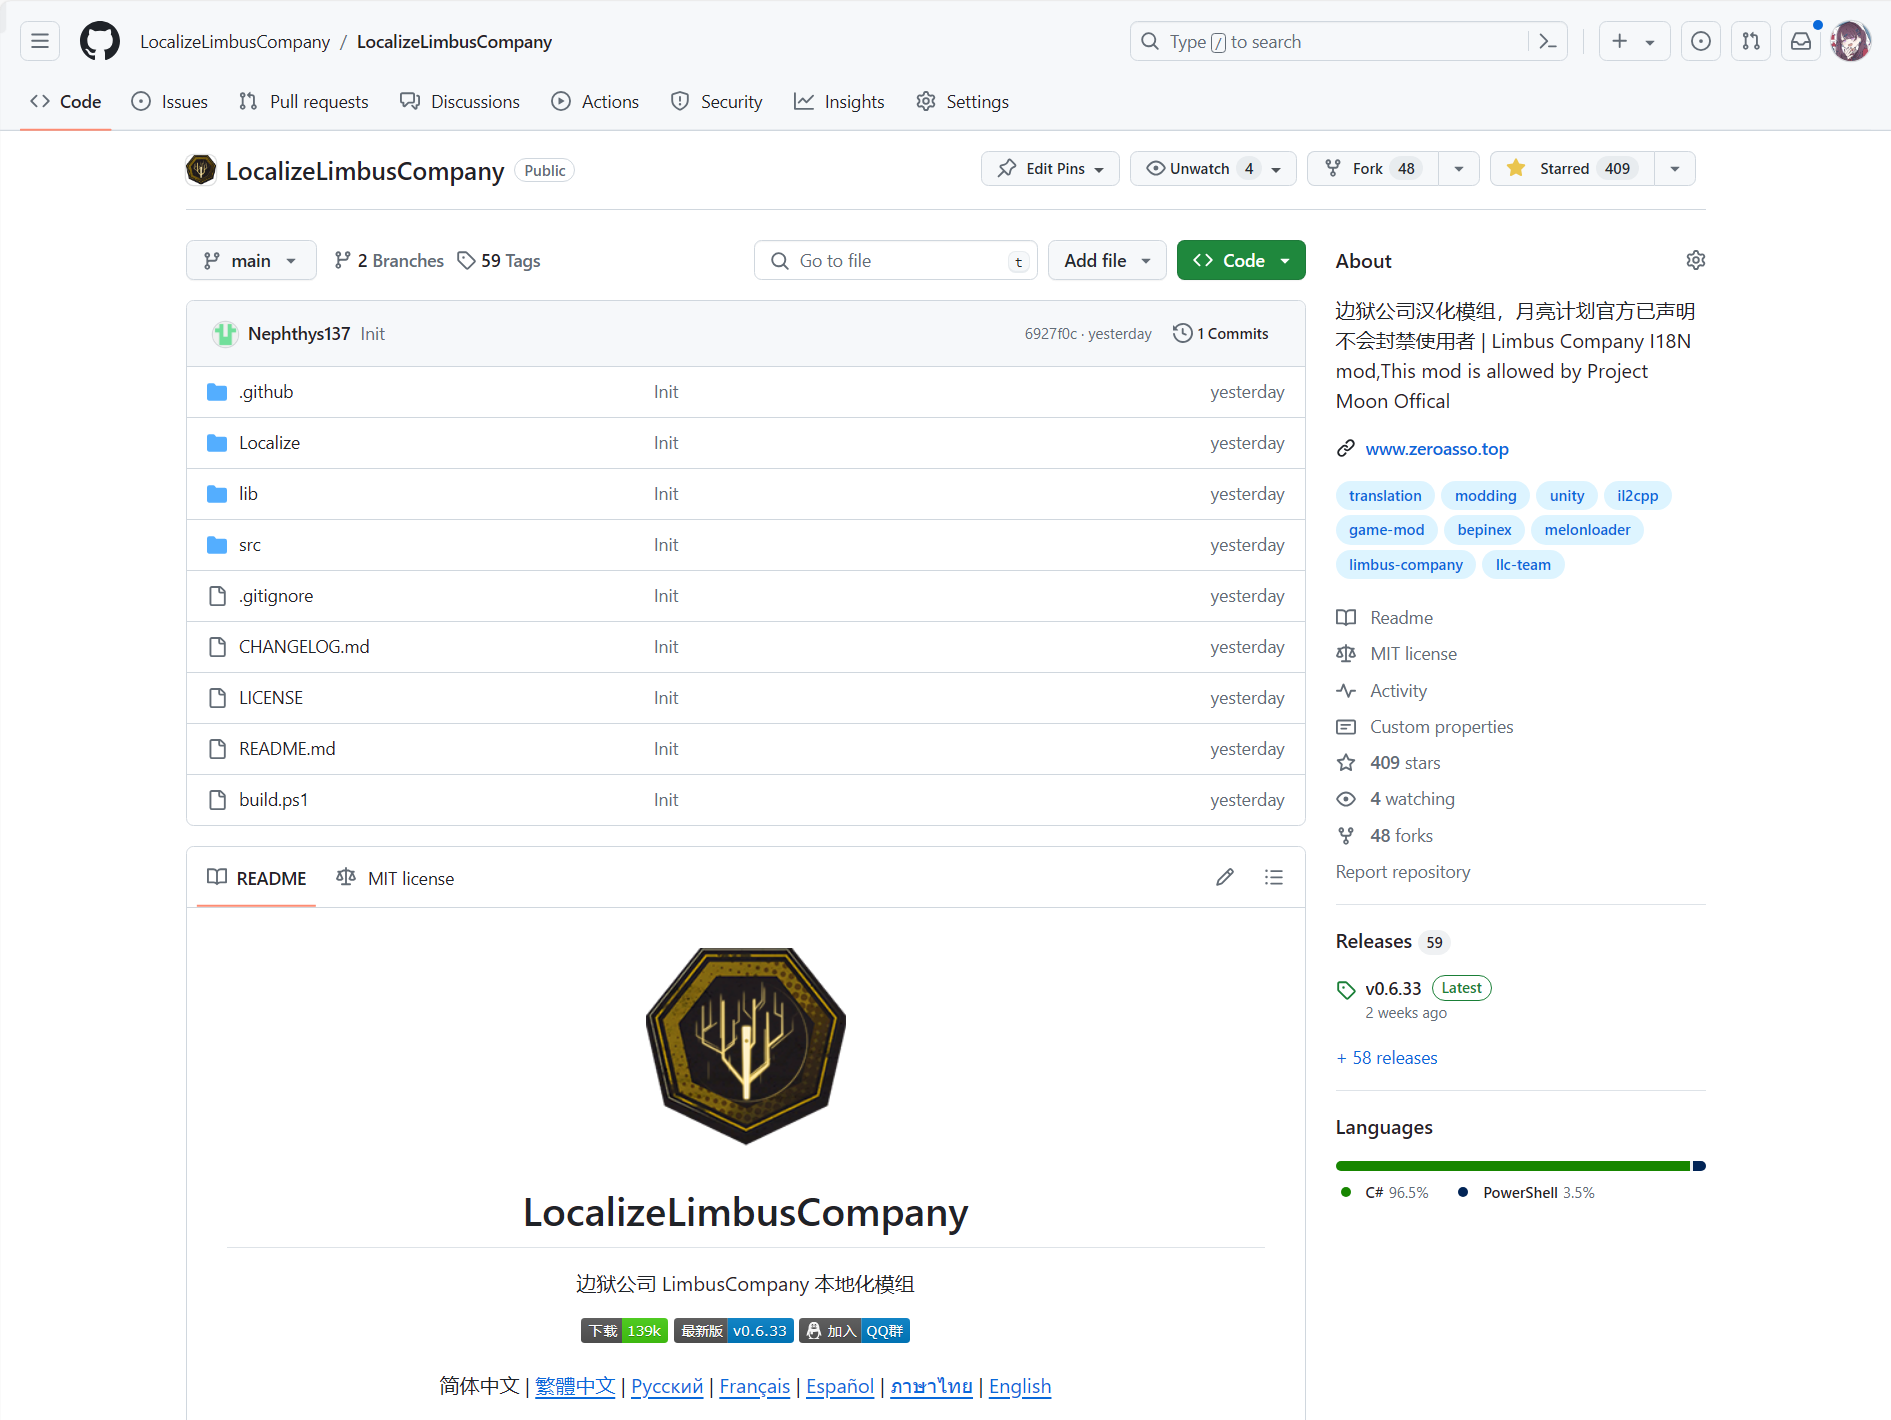 LocalizeLimbusCompany / LocalizeLimbusCompany
Type / to search
Code Issues Pull requests Discussions Actions Security Insights Settings
LocalizeLimbusCompany Public
Edit Pins Unwatch 4 Fork 48 Starred 409
main 2 Branches 59 Tags
Go to file t Add file Code
Nephthys137 Init 6927f0c · yesterday 1 Commits
.github Init yesterday
Localize Init yesterday
lib Init yesterday
src Init yesterday
.gitignore Init yesterday
CHANGELOG.md Init yesterday
LICENSE Init yesterday
README.md Init yesterday
build.ps1 Init yesterday
README MIT license
LocalizeLimbusCompany
边狱公司 LimbusCompany 本地化模组
下载 139k 最新版 v0.6.33 加入 QQ群
简体中文 | 繁體中文 | Русский | Français | Español | ภาษาไทย | English
About
边狱公司汉化模组，月亮计划官方已声明
不会封禁使用者 | Limbus Company I18N
mod,This mod is allowed by Project
Moon Offical
www.zeroasso.top
translation modding unity il2cpp
game-mod bepinex melonloader
limbus-company llc-team
Readme
MIT license
Activity
Custom properties
409 stars
4 watching
48 forks
Report repository
Releases 59
v0.6.33 Latest
2 weeks ago
+ 58 releases
Languages
C# 96.5% PowerShell 3.5%